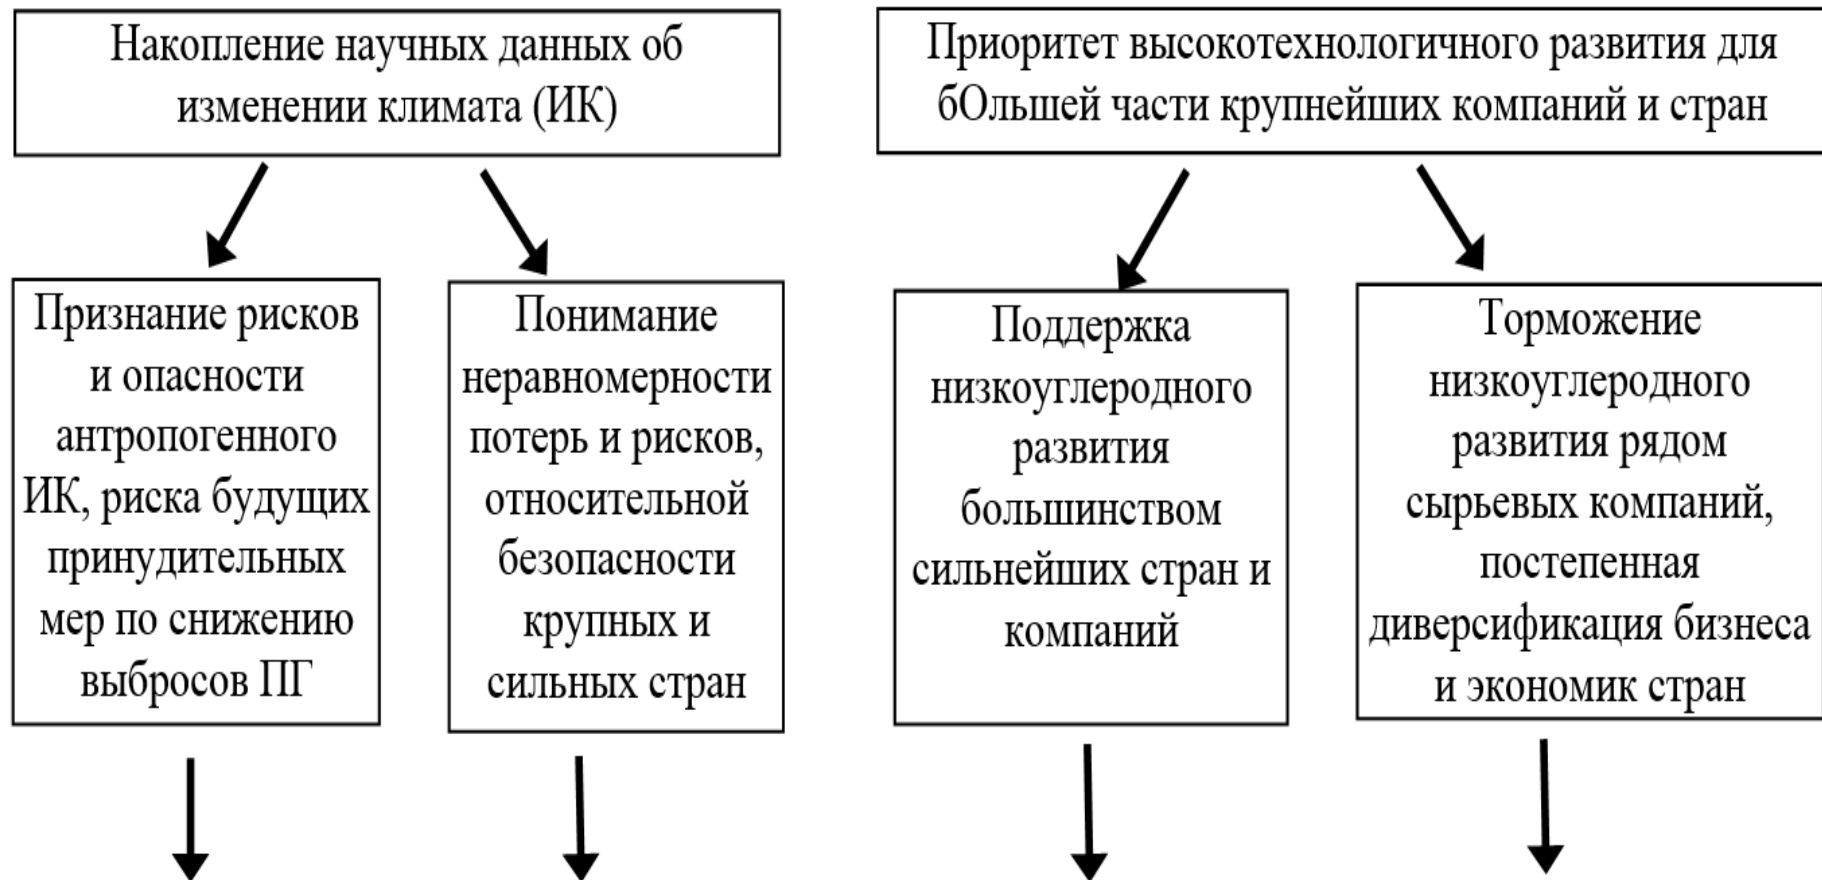 Накопление научных данных об
изменении климата (ИК)
Приоритет высокотехнологичного развития для
бОльшей части крупнейших компаний и стран
Признание рисков
и опасности
антропогенного
ИК, риска будущих
принудительных
мер по снижению
выбросов ПГ
Понимание
неравномерности
потерь и рисков,
относительной
безопасности
крупных и
сильных стран
Поддержка
низкоуглеродного
развития
большинством
сильнейших стран и
компаний
Торможение
низкоуглеродного
развития рядом
сырьевых компаний,
постепенная
диверсификация бизнеса
и экономик стран